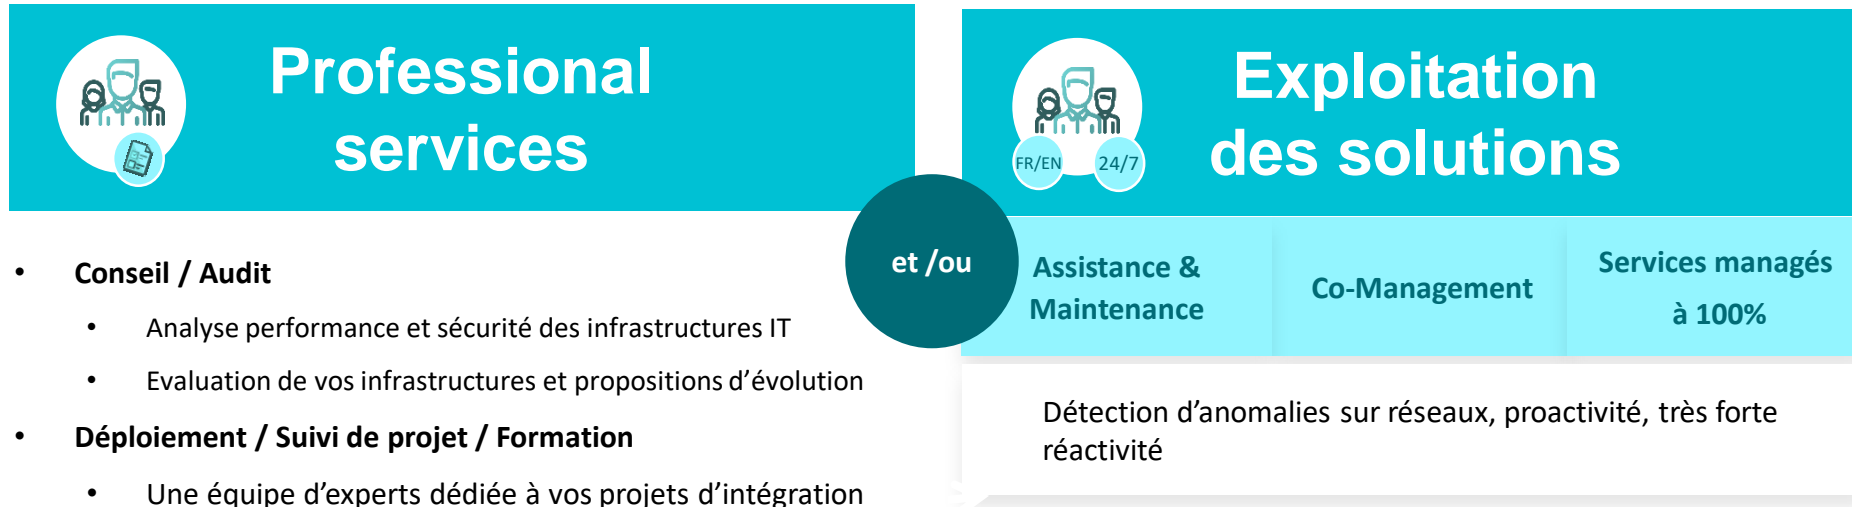 Professional
services
• Conseil / Audit
• Analyse performance et sécurité des infrastructures IT
• Evaluation de vos infrastructures et propositions d’évolution
• Déploiement / Suivi de projet / Formation
• Une équipe d’experts dédiée à vos projets d’intégration
et /ou
Exploitation
des solutions
FR/EN
24/7
Assistance &
Maintenance
Co-Management
Services managés
à 100%
Détection d’anomalies sur réseaux, proactivité, très forte
réactivité